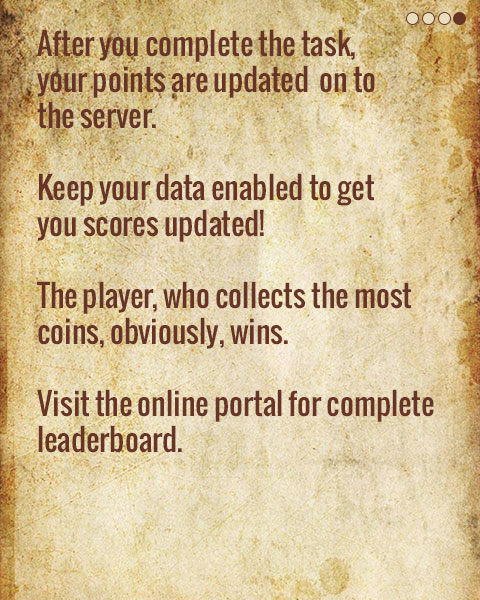 After you complete the task,
your points are updated  on to
the server.
Keep your data enabled to get
you scores updated!
The player, who collects the most
coins, obviously, wins.
Visit the online portal for complete
leaderboard.